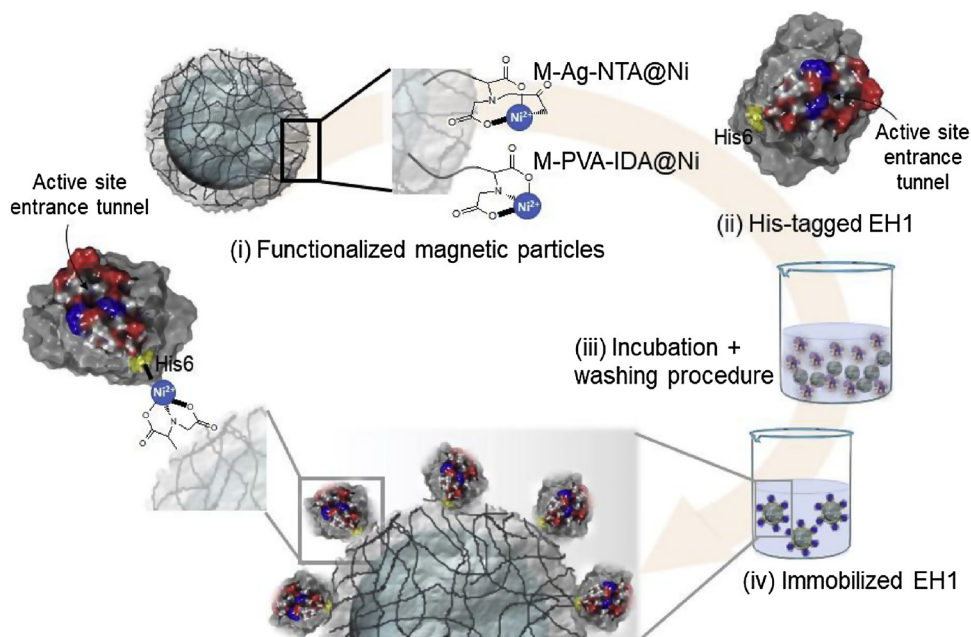 M-Ag-NTA@Ni
M-PVA-IDA@Ni
(i) Functionalized magnetic particles
O
O
O
N
O
O
O
Ni2+
O
O
N
O
O
Ni2+
His6
Active site
entrance
tunnel
(ii) His-tagged EH1
(iii) Incubation +
washing procedure
(iv) Immobilized EH1
Active site
entrance tunnel
His6
Ni2+
O
O
N
O
O